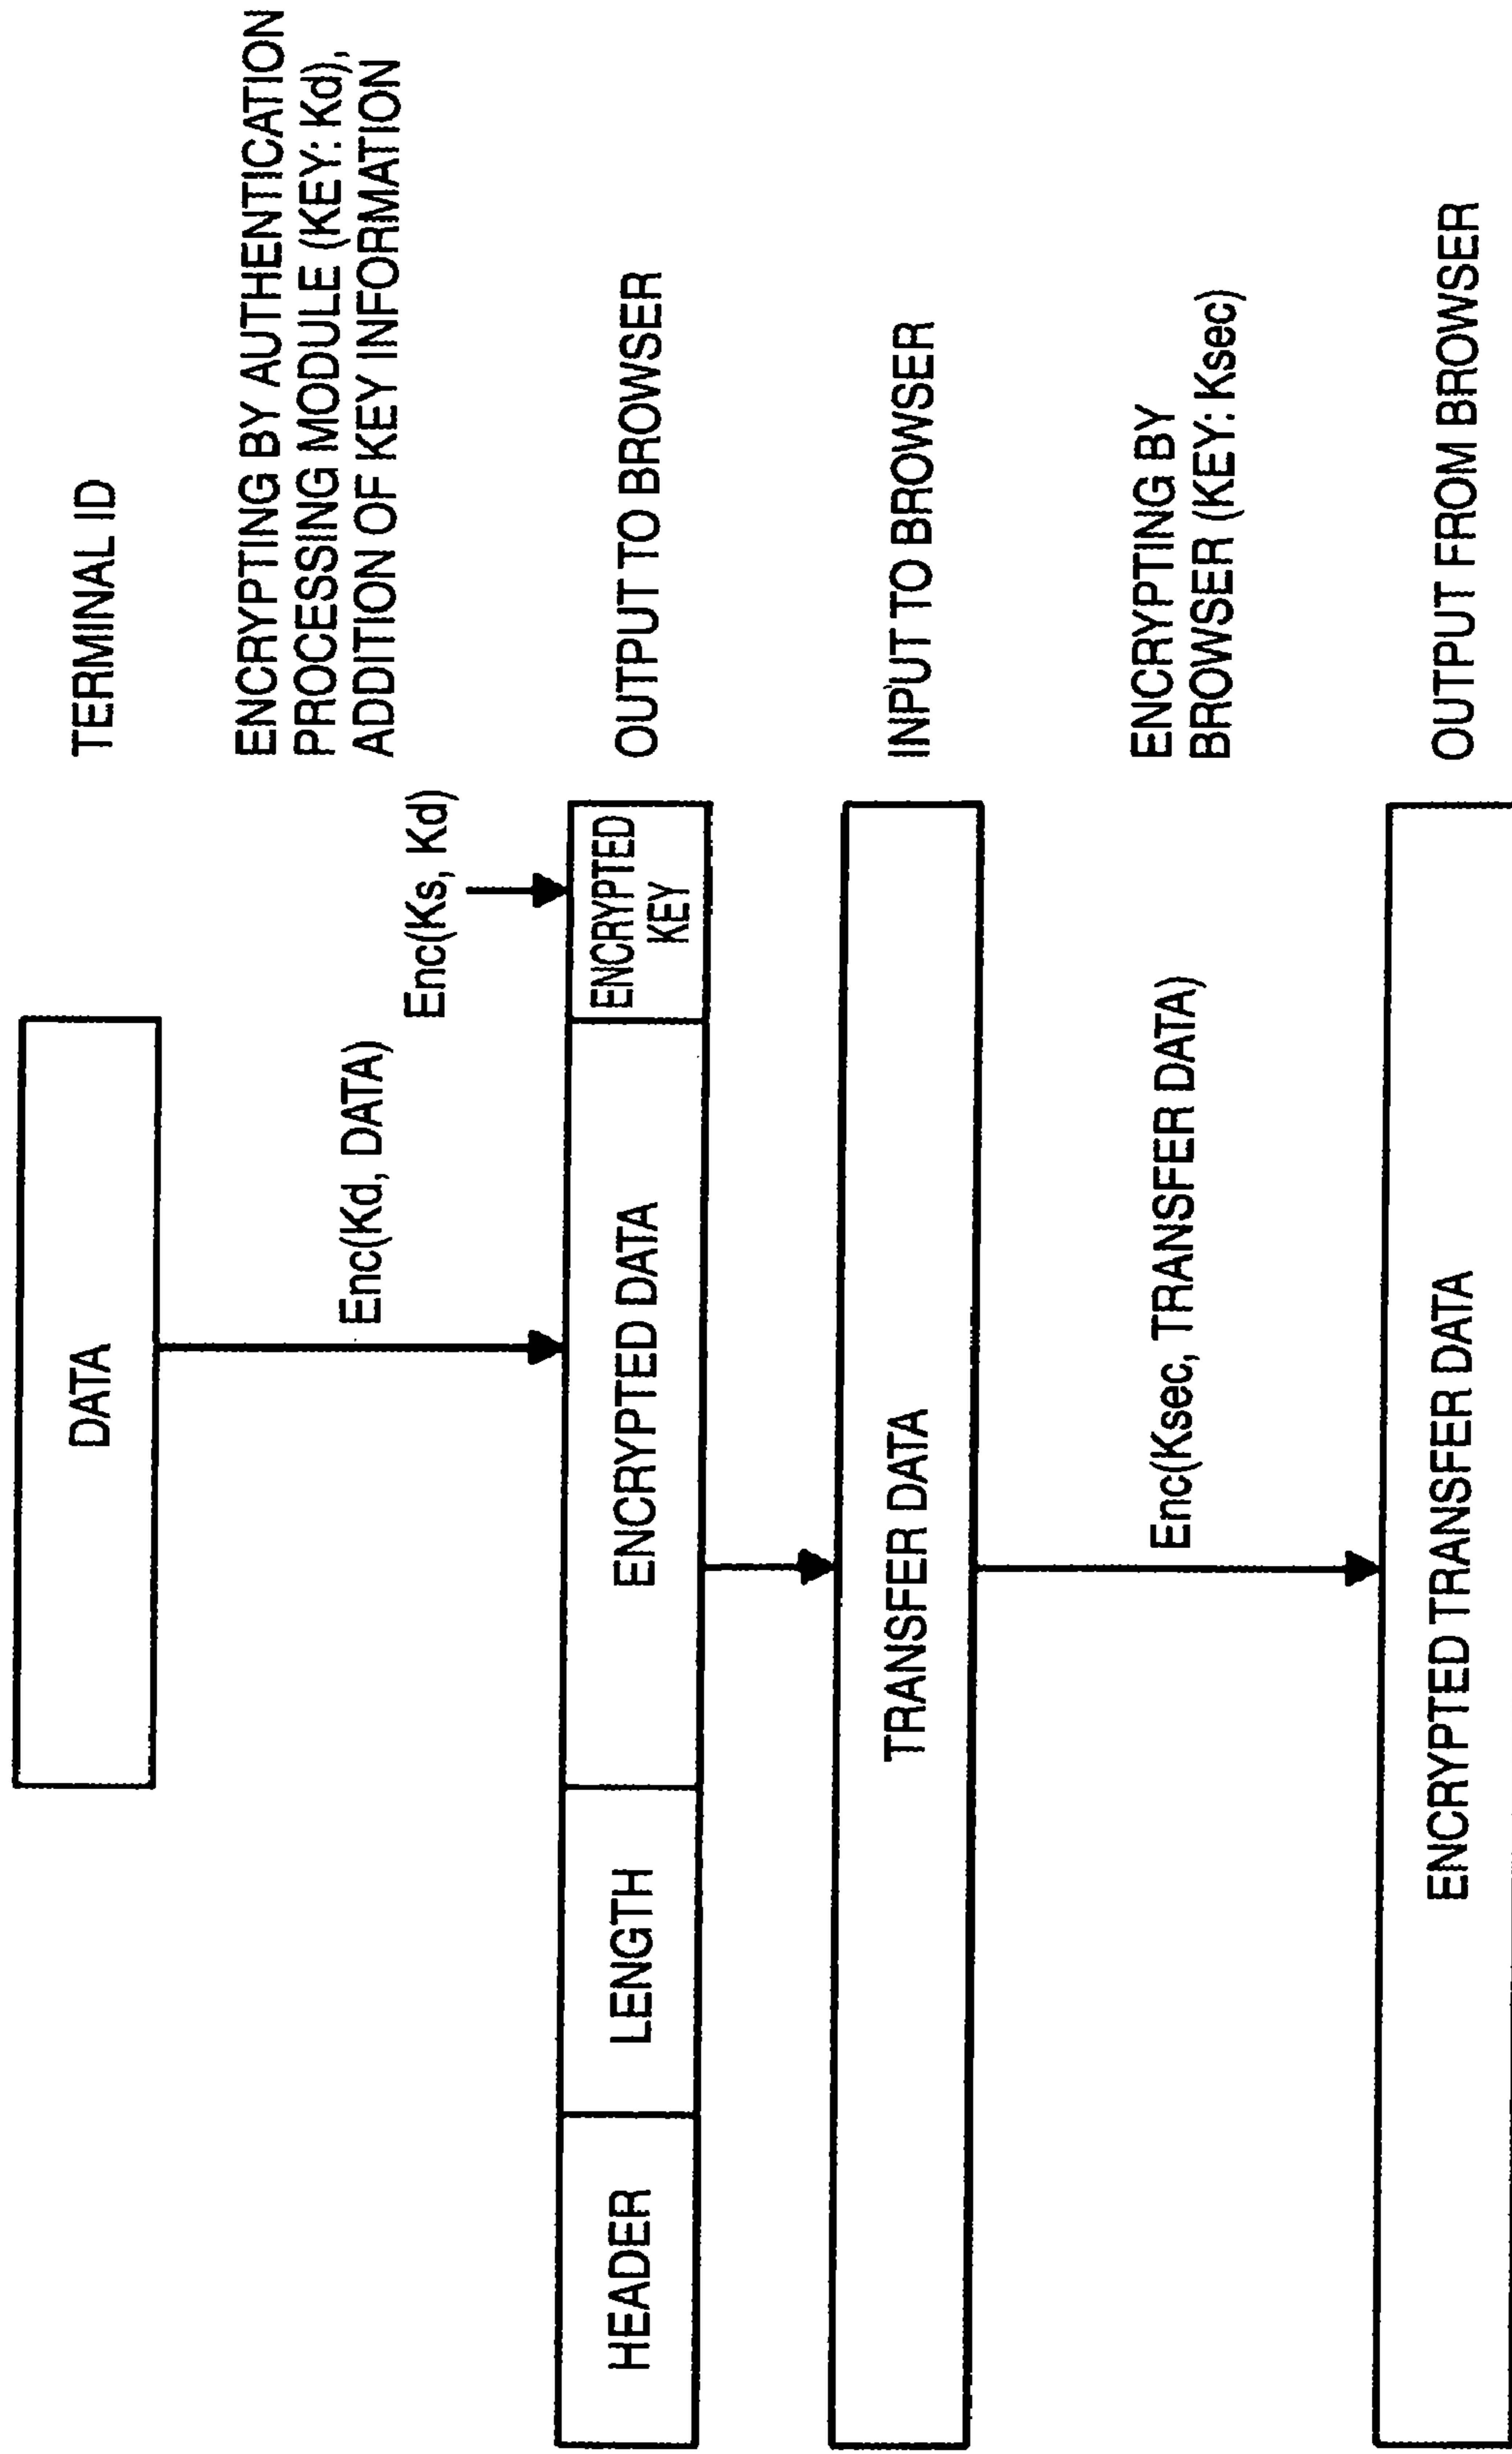 DATA
TERMINAL ID
Enc(Kd, DATA)
ENCRYPTING BY AUTHENTICATION
PROCESSING MODULE (KEY: Kd),
ADDITION OF KEY INFORMATION
Enc(Ks, Kd)
HEADER
LENGTH
ENCRYPTED DATA
ENCRYPTED
KEY
OUTPUT TO BROWSER
TRANSFER DATA
INPUT TO BROWSER
Enc(Ksec, TRANSFER DATA)
ENCRYPTING BY
BROWSER (KEY: Ksec)
ENCRYPTED TRANSFER DATA
OUTPUT FROM BROWSER